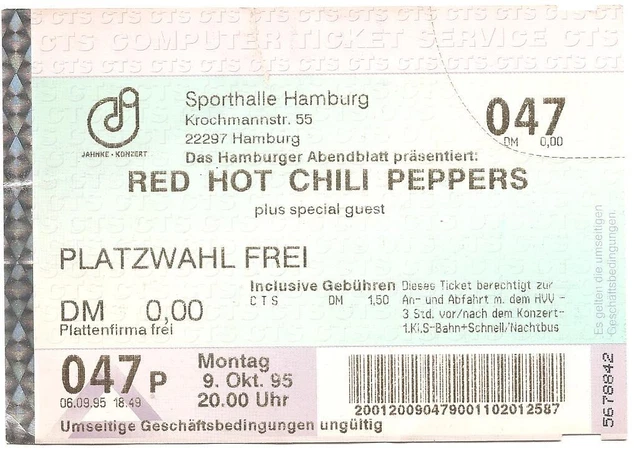 CTS COMPUTER TICKET SERVICE CTS
JAHNKE - KONZERT
Sporthalle Hamburg
Krochmannstr. 55
22297 Hamburg
047
DM 0,00
Das Hamburger Abendblatt präsentiert:
RED HOT CHILI PEPPERS
plus special guest
PLATZWAHL FREI
Inclusive Gebühren
CTS DM 1,50
Dieses Ticket berechtigt zur
An- und Abfahrt m. dem HVV -
3 Std. vor/nach dem Konzert-
1.Kl.S-Bahn+Schnell/Nachtbus
DM 0,00
Plattenfirma frei
Es gelten die umseitigen
Geschäftsbedingungen.
047 P
06.09.95 18.49
Montag
9. Okt. 95
20.00 Uhr
200120090479001102012587
5678842
Umseitige Geschäftsbedingungen ungültig